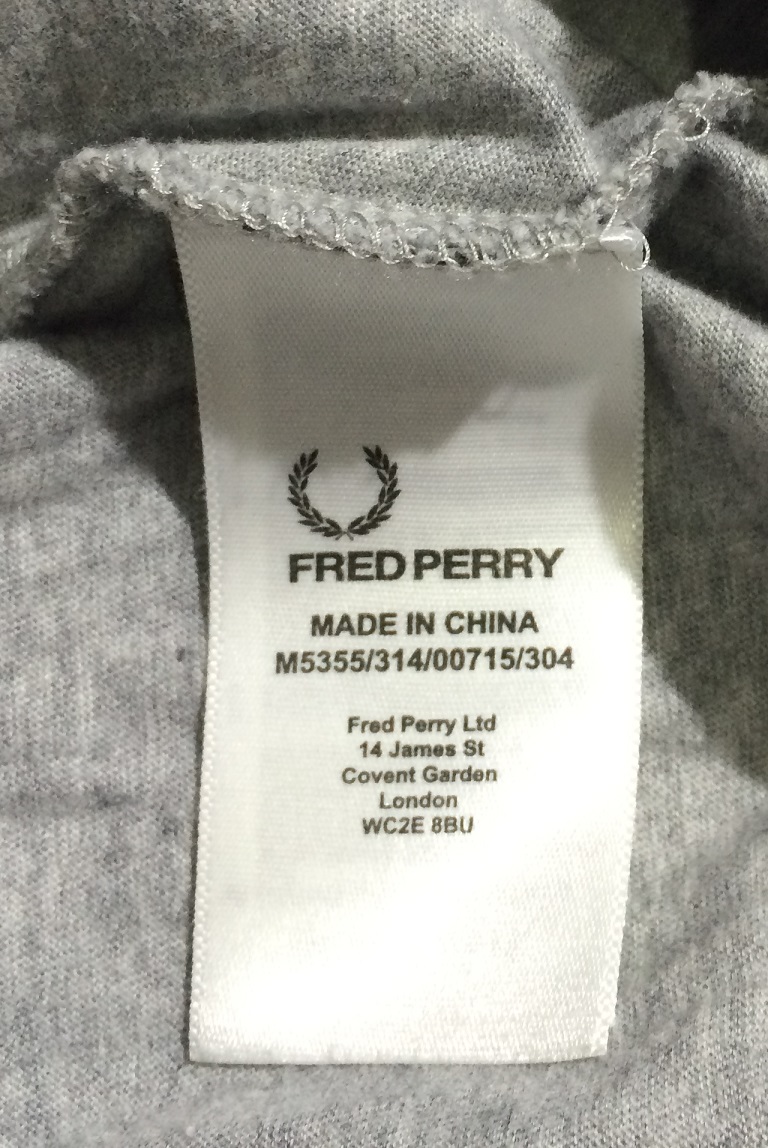 FRED PERRY
MADE IN CHINA
M5355/314/00715/304
Fred Perry Ltd
14 James St
Covent Garden
London
WC2E 8BU